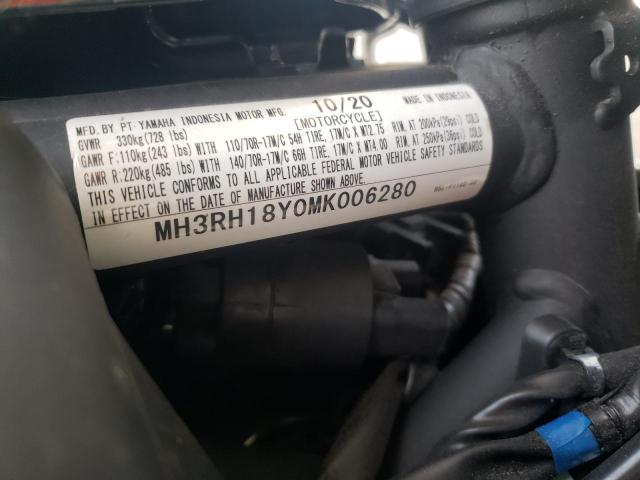 MFD. BY PT. YAMAHA INDONESIA MOTOR MFG. 10/20 MADE IN INDONESIA
GVWR 330kg(728 lbs) [MOTORCYCLE]
GAWR F:110kg(243 lbs)WITH 110/70R-17M/C 54H TIRE, 17M/C X MT2.75 RIM, AT 200kPa(29psi) COLD
GAWR R:220kg(485 lbs)WITH 140/70R-17M/C 66H TIRE, 17M/C X MT4.00 RIM, AT 250kPa(36psi) COLD
THIS VEHICLE CONFORMS TO ALL APPLICABLE FEDERAL MOTOR VEHICLE SAFETY STANDARDS
IN EFFECT ON THE DATE OF MANUFACTURE SHOWN ABOVE.
MH3RH18Y0MK006280